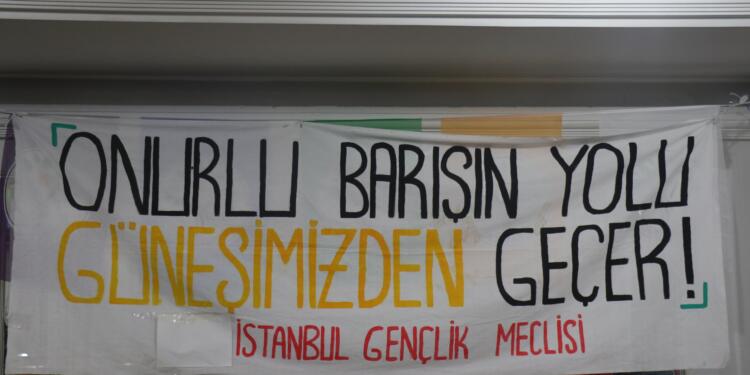 ONURLU BARIŞIN YOLU
GÜNEŞİMİZDEN GEÇER!
İSTANBUL GENÇLİK MECLİSİ